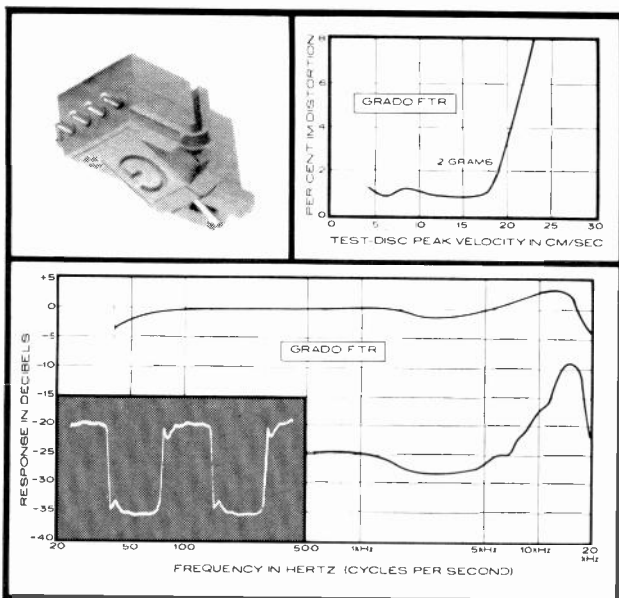 G
PER CENT IM DISTORTION
8
6
4
2
0
GRADO FTR
2 GRAMS
0
5
10
15
20
25
30
TEST-DISC PEAK VELOCITY IN CM/SEC
RESPONSE IN DECIBELS
+5
0
-5
-10
-15
-20
-25
-30
-35
-40
GRADO FTR
20
50
100
500
1kHz
5kHz
10kHz
20
kHz
FREQUENCY IN HERTZ (CYCLES PER SECOND)